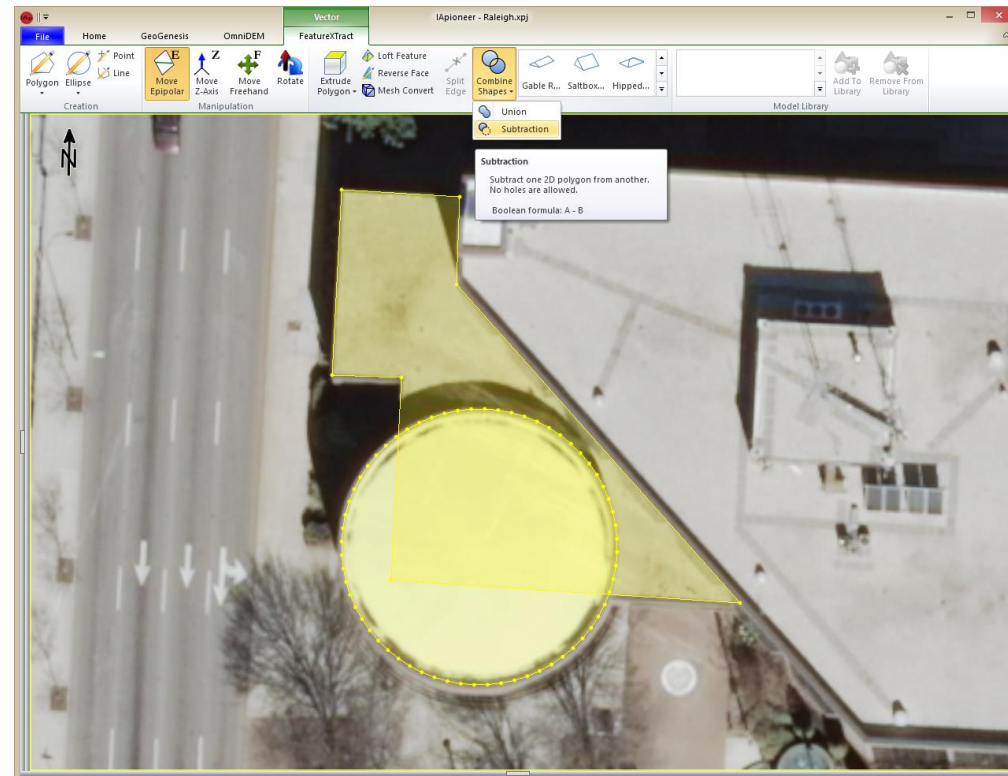 Vector
IApioneer - Raleigh.xpj
File Home GeoGenesis OmniDEM FeatureXTract
Polygon
Ellipse
Point
Line
Creation
Move Epipolar
Move Z-Axis
Move Freehand
Rotate
Manipulation
E
Z
F
Extrude Polygon
Loft Feature
Reverse Face
Mesh Convert
Split Edge
Combine Shapes
Gable R... Saltbox... Hipped...
Add To Library
Remove From Library
Model Library
Union
Subtraction
Subtraction
Subtract one 2D polygon from another.
No holes are allowed.
Boolean formula: A - B
N